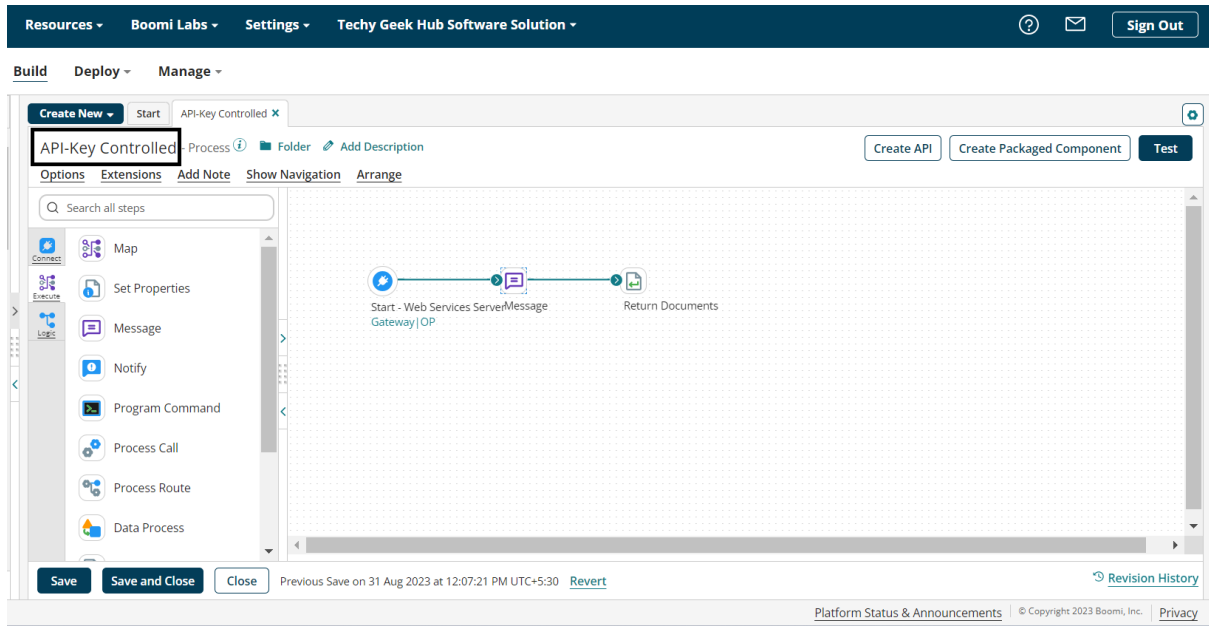 Resources Boomi Labs Settings Techy Geek Hub Software Solution Sign Out
Build Deploy Manage
Create New Start API-Key Controlled
API-Key Controlled - Process Folder Add Description Create API Create Packaged Component Test
Options Extensions Add Note Show Navigation Arrange
Search all steps
Connect
Execute
Logic
Map
Set Properties
Message
Notify
Program Command
Process Call
Process Route
Data Process
Start - Web Services Server
Gateway|OP
Message
Return Documents
Save Save and Close Close Previous Save on 31 Aug 2023 at 12:07:21 PM UTC+5:30 Revert Revision History
Platform Status & Announcements © Copyright 2023 Boomi, Inc. Privacy